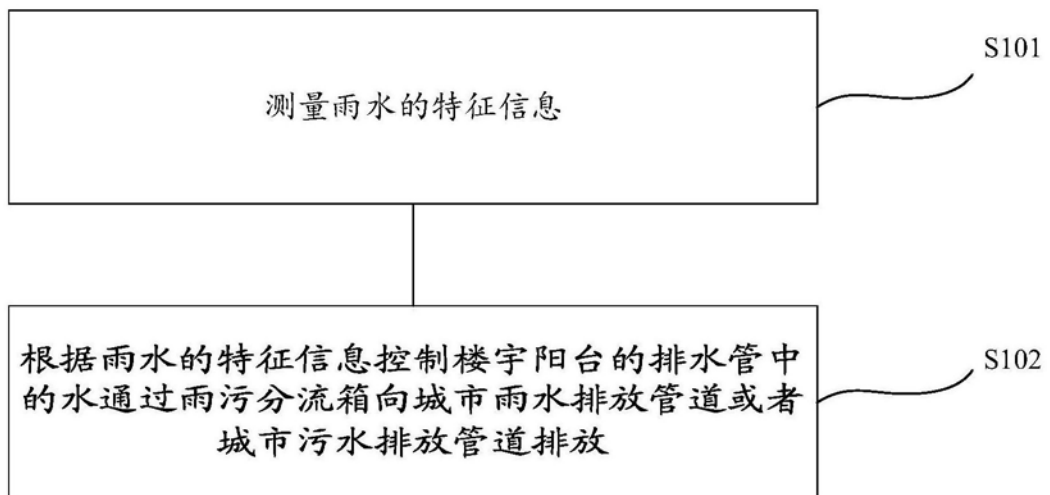 S101
测量雨水的特征信息
S102
根据雨水的特征信息控制楼宇阳台的排水管中
的水通过雨污分流箱向城市雨水排放管道或者
城市污水排放管道排放